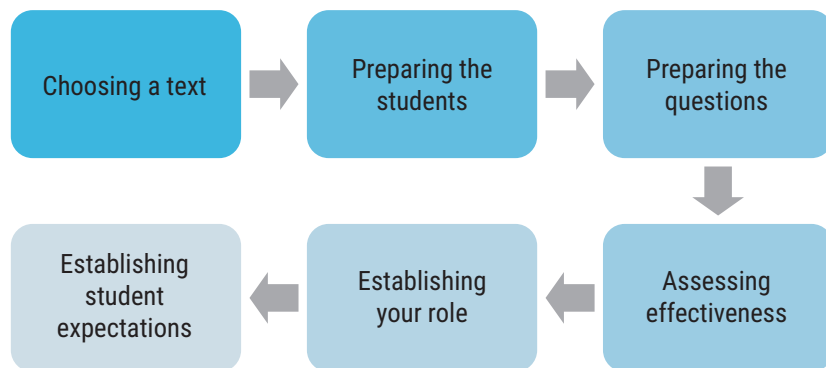 Choosing a text
Preparing the
students
Preparing the
questions
Assessing
effectiveness
Establishing
your role
Establishing
student
expectations